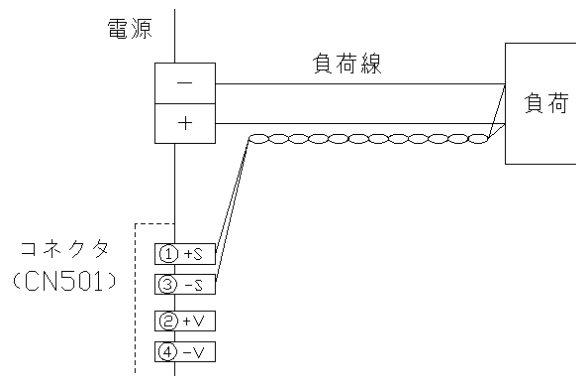 電源
負荷線
−
+
負荷
コネクタ
(CN501)
① +S
③ -S
② +V
④ -V